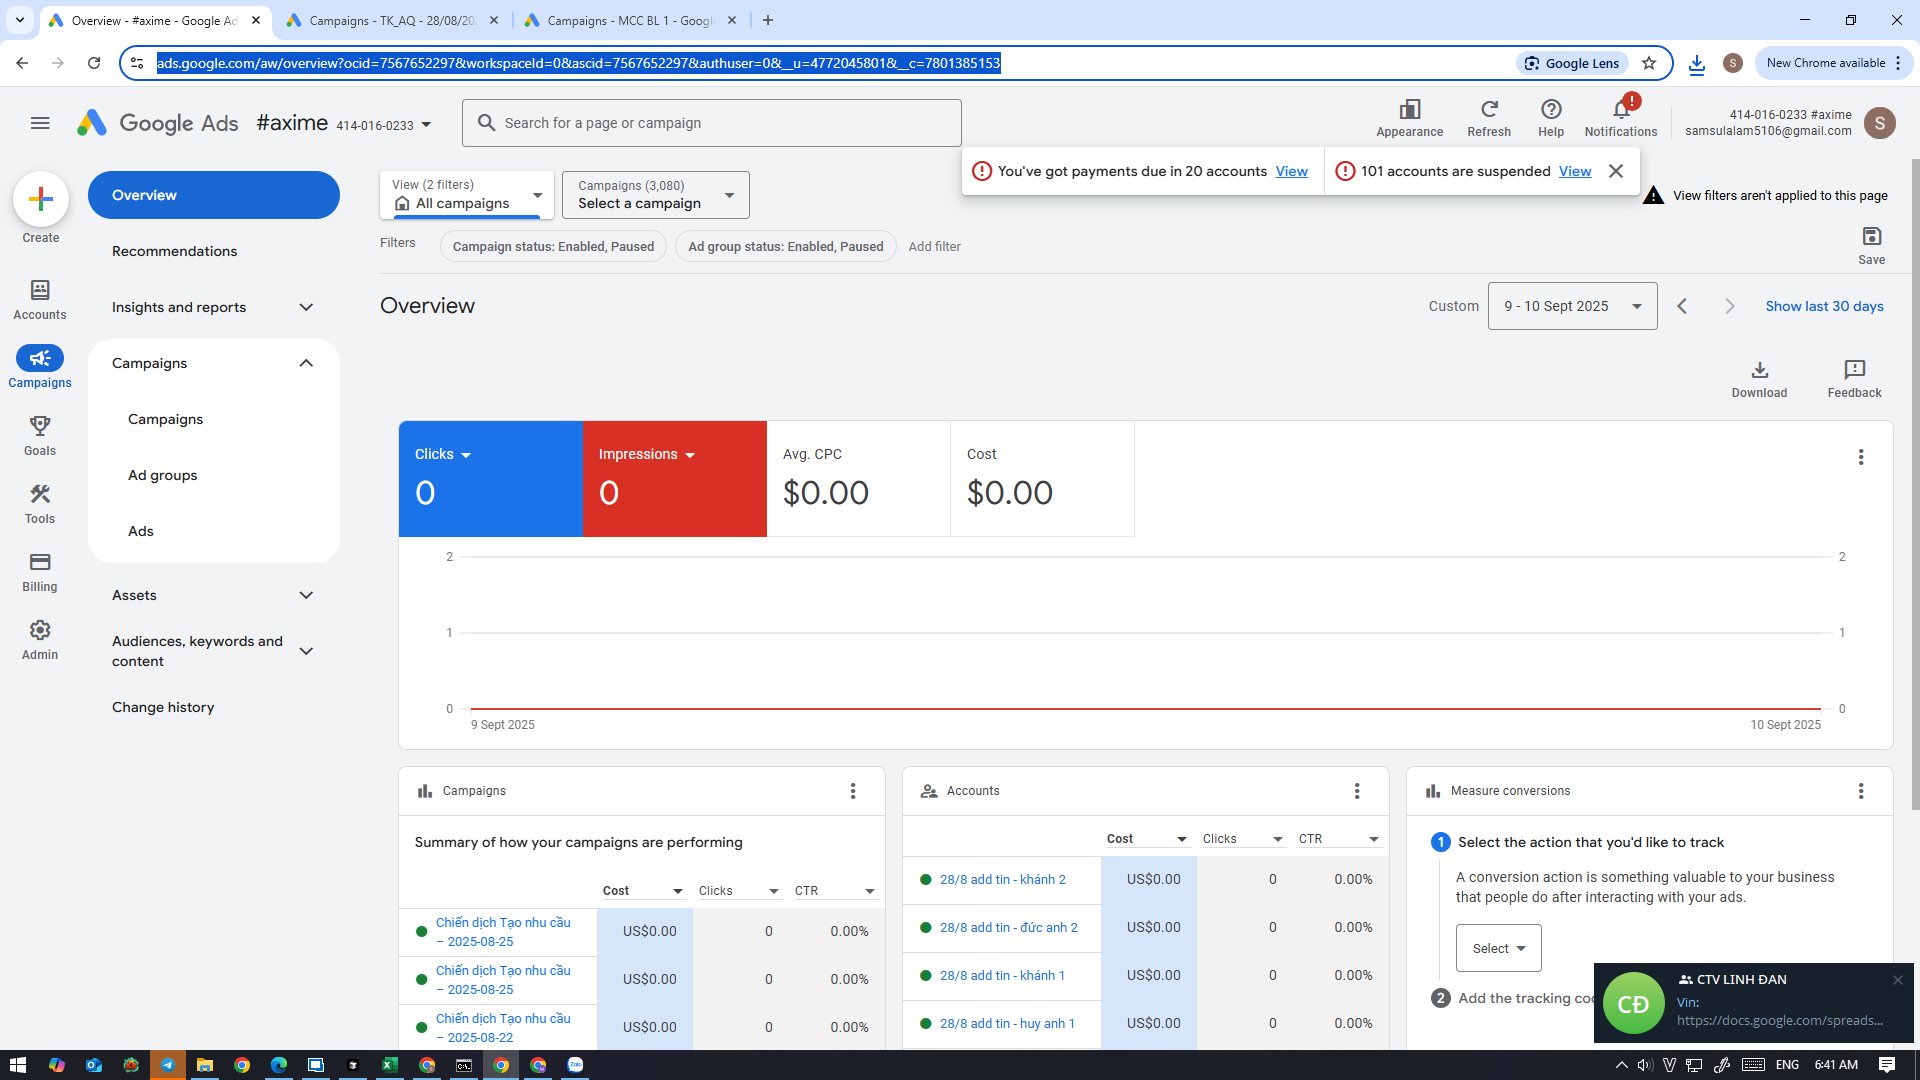 Overview - #axime - Google Ad
Campaigns - TK_AQ - 28/08/20
Campaigns - MCC BL 1 - Googl
ads.google.com/aw/overview?ocid=7567652297&workspaceId=0&ascid=7567652297&authuser=0&__u=4772045801&__c=7801385153
Google Lens
S
New Chrome available
Google Ads
#axime 414-016-0233
Search for a page or campaign
Appearance
Refresh
Help
Notifications
414-016-0233 #axime
samsulalam5106@gmail.com
S
You've got payments due in 20 accounts View
101 accounts are suspended View
View filters aren't applied to this page
Create
Accounts
Campaigns
Goals
Tools
Billing
Admin
Overview
Recommendations
Insights and reports
Campaigns
Campaigns
Ad groups
Ads
Assets
Audiences, keywords and
content
Change history
View (2 filters)
All campaigns
Campaigns (3,080)
Select a campaign
Filters
Campaign status: Enabled, Paused
Ad group status: Enabled, Paused
Add filter
Save
Overview
Custom
9 - 10 Sept 2025
Show last 30 days
Download
Feedback
Clicks
0
Impressions
0
Avg. CPC
$0.00
Cost
$0.00
2
2
1
1
0
0
9 Sept 2025
10 Sept 2025
Campaigns
Summary of how your campaigns are performing
Cost Clicks CTR
Chiến dịch Tạo nhu cầu
– 2025-08-25
US$0.00 0 0.00%
Chiến dịch Tạo nhu cầu
– 2025-08-25
US$0.00 0 0.00%
Chiến dịch Tạo nhu cầu
– 2025-08-22
US$0.00 0 0.00%
Accounts
Cost Clicks CTR
28/8 add tin - khánh 2 US$0.00 0 0.00%
28/8 add tin - đức anh 2 US$0.00 0 0.00%
28/8 add tin - khánh 1 US$0.00 0 0.00%
28/8 add tin - huy anh 1 US$0.00 0 0.00%
Measure conversions
1 Select the action that you'd like to track
A conversion action is something valuable to your business
that people do after interacting with your ads.
Select
2 Add the tracking co
CĐ
CTV LINH ĐAN
Vin:
https://docs.google.com/spreads...
Zalo
ENG
6:41 AM